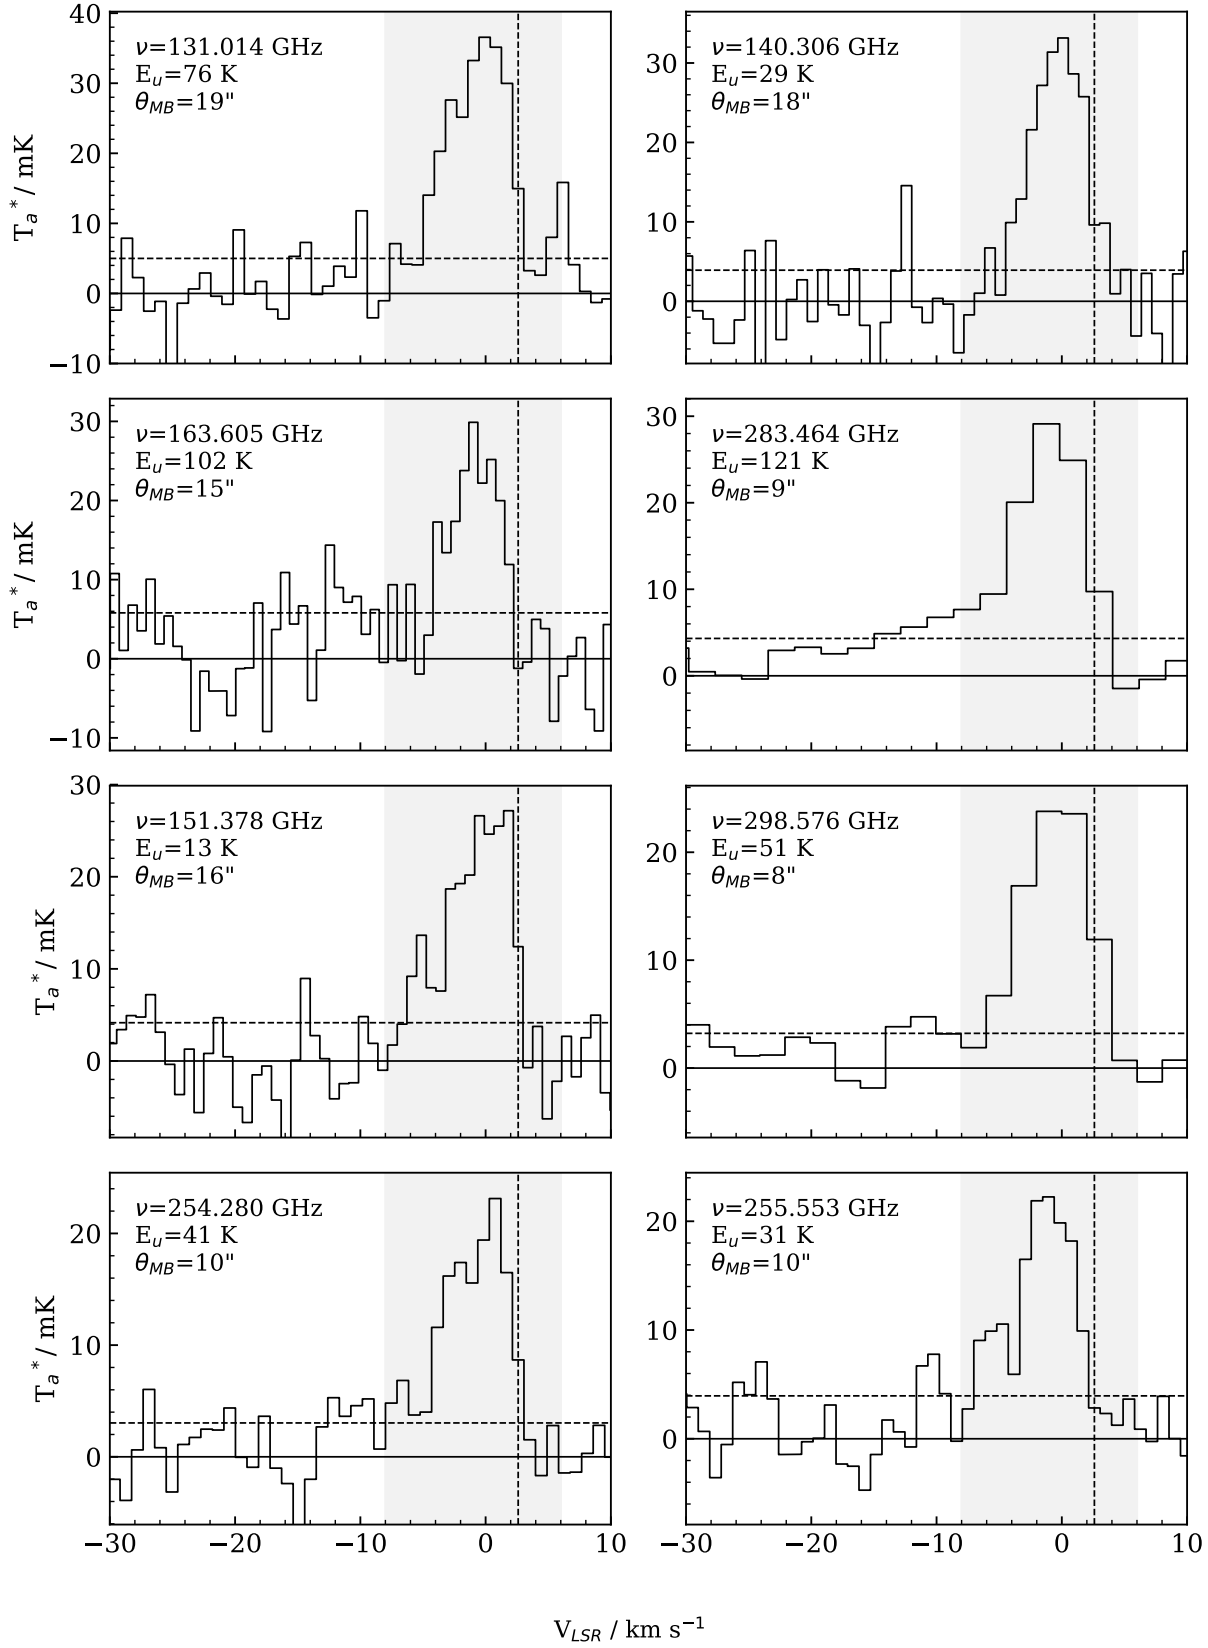 40
30
20
10
0
−10
T_a^* / mK
ν=131.014 GHz
E_u=76 K
θ_MB=19"
30
20
10
0
ν=140.306 GHz
E_u=29 K
θ_MB=18"
30
20
10
0
−10
T_a^* / mK
ν=163.605 GHz
E_u=102 K
θ_MB=15"
30
20
10
0
ν=283.464 GHz
E_u=121 K
θ_MB=9"
30
20
10
0
T_a^* / mK
ν=151.378 GHz
E_u=13 K
θ_MB=16"
20
10
0
ν=298.576 GHz
E_u=51 K
θ_MB=8"
20
10
0
T_a^* / mK
ν=254.280 GHz
E_u=41 K
θ_MB=10"
20
10
0
ν=255.553 GHz
E_u=31 K
θ_MB=10"
−30 −20 −10 0 10
−30 −20 −10 0 10
V_LSR / km s^−1